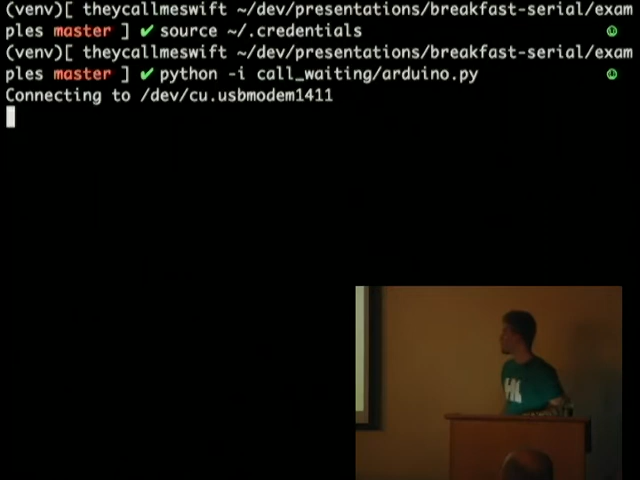 (venv)[ theycallmeswift ~/dev/presentations/breakfast-serial/exam
ples master ] ✔ source ~/.credentials
(venv)[ theycallmeswift ~/dev/presentations/breakfast-serial/exam
ples master ] ✔ python -i call_waiting/arduino.py
Connecting to /dev/cu.usbmodem1411